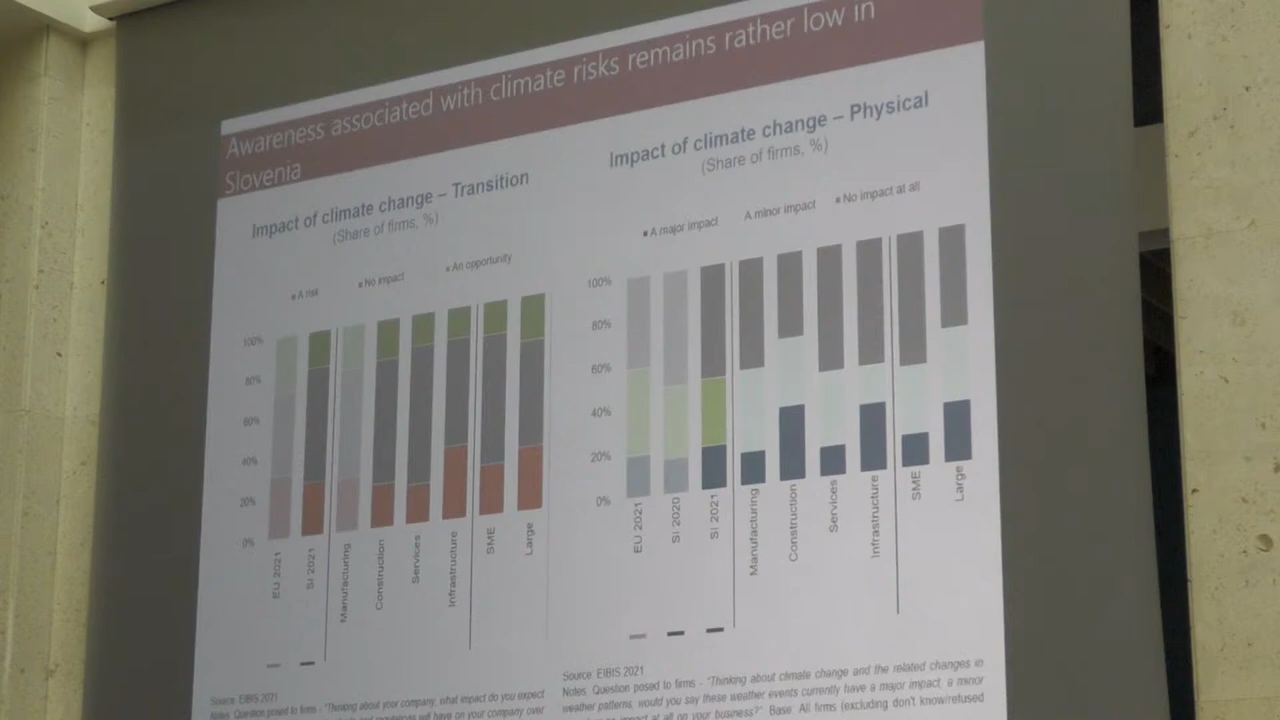 Awareness associated with climate risks remains rather low in
Slovenia
Impact of climate change – Transition
(Share of firms, %)
A risk
No impact
An opportunity
100%
80%
60%
40%
20%
0%
EU 2021
SI 2021
Manufacturing
Construction
Services
Infrastructure
SME
Large
Source: EIBIS 2021
Notes: Question posed to firms - "Thinking about your company, what impact do you expect
will have on your company over
Impact of climate change – Physical
(Share of firms, %)
A major impact
A minor impact
No impact at all
100%
80%
60%
40%
20%
0%
EU 2021
SI 2020
SI 2021
Manufacturing
Construction
Services
Infrastructure
SME
Large
Source: EIBIS 2021
Notes: Question posed to firms - "Thinking about climate change and the related changes in
weather patterns, would you say these weather events currently have a major impact, a minor
impact at all on your business?". Base: All firms (excluding don't know/refused